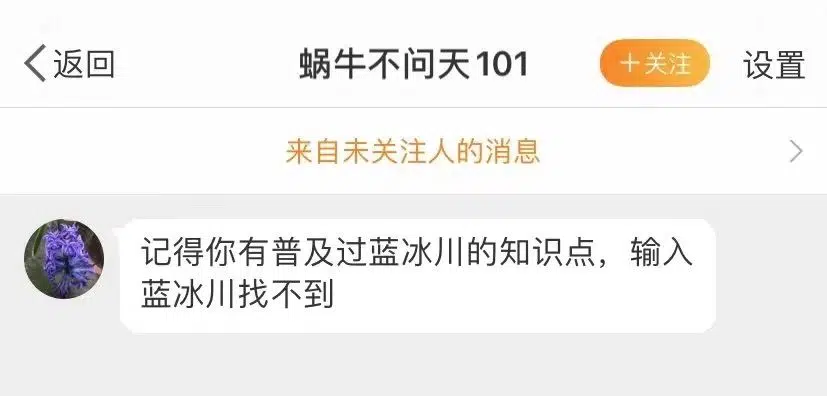 返回
蜗牛不问天101
+关注
设置
来自未关注人的消息
记得你有普及过蓝冰川的知识点，输入
蓝冰川找不到